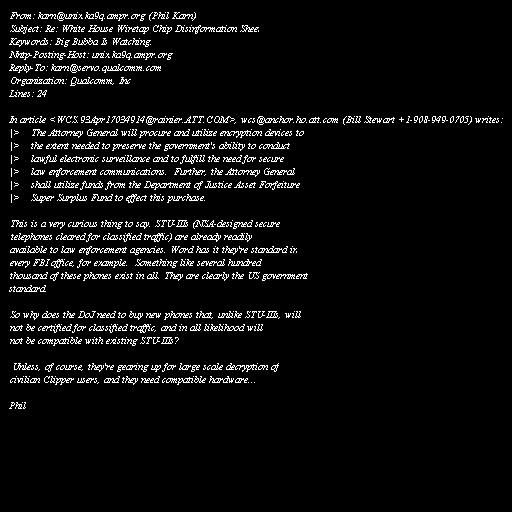 From: karn@unix.ka9q.ampr.org (Phil Karn)
Subject: Re: White House Wiretap Chip Disinformation Sheet
Keywords: Big Bubba Is Watching.
Nntp-Posting-Host: unix.ka9q.ampr.org
Reply-To: karn@servo.qualcomm.com
Organization: Qualcomm, Inc
Lines: 24

In article <WCS.93Apr17034914@rainier.ATT.COM>, wcs@anchor.ho.att.com (Bill Stewart +1-908-949-0705) writes:
|> The Attorney General will procure and utilize encryption devices to
|> the extent needed to preserve the government's ability to conduct
|> lawful electronic surveillance and to fulfill the need for secure
|> law enforcement communications. Further, the Attorney General
|> shall utilize funds from the Department of Justice Asset Forfeiture
|> Super Surplus Fund to effect this purchase.

This is a very curious thing to say. STU-IIIs (NSA-designed secure
telephones cleared for classified traffic) are already readily
available to law enforcement agencies. Word has it they're standard in
every FBI office, for example. Something like several hundred
thousand of these phones exist in all. They are clearly the US government
standard.

So why does the DoJ need to buy new phones that, unlike STU-IIIs, will
not be certified for classified traffic, and in all likelihood will
not be compatible with existing STU-IIIs?

Unless, of course, they're gearing up for large scale decryption of
civilian Clipper users, and they need compatible hardware...

Phil